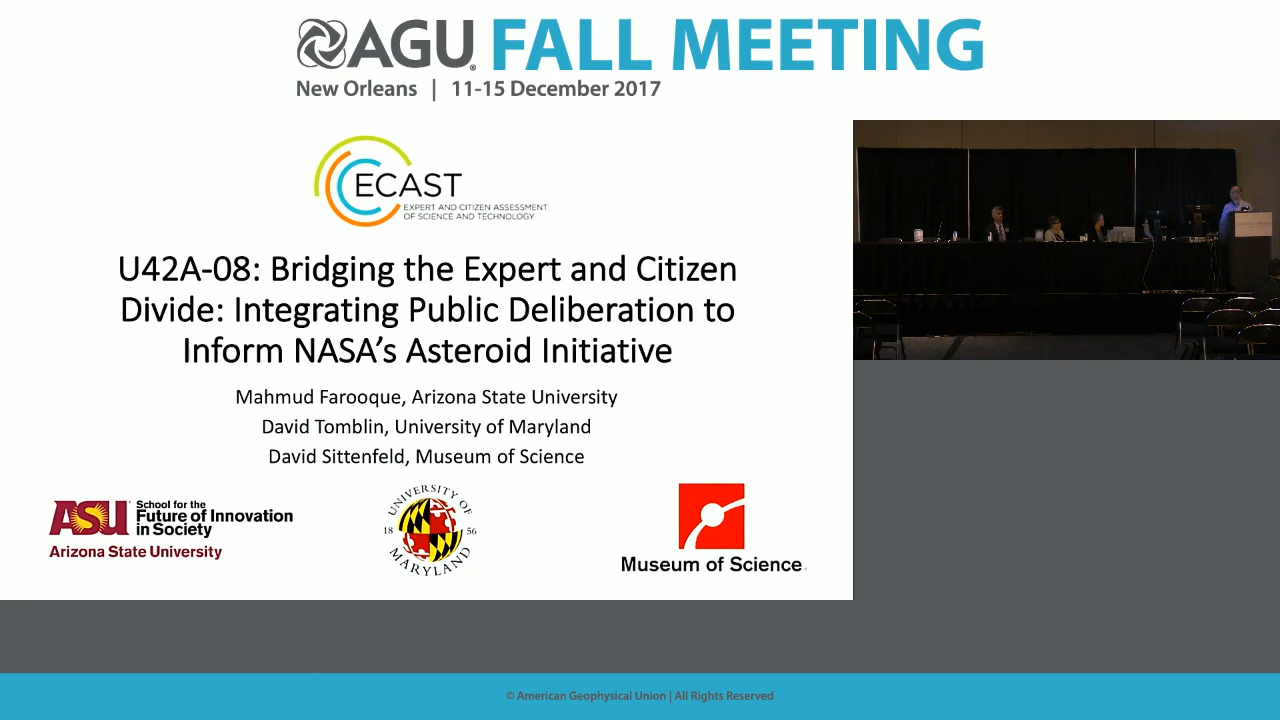 AGU FALL MEETING
New Orleans | 11-15 December 2017
ECAST
EXPERT AND CITIZEN ASSESSMENT
OF SCIENCE AND TECHNOLOGY
U42A-08: Bridging the Expert and Citizen
Divide: Integrating Public Deliberation to
Inform NASA's Asteroid Initiative
Mahmud Farooque, Arizona State University
David Tomblin, University of Maryland
David Sittenfeld, Museum of Science
ASU School for the
Future of Innovation
in Society
Arizona State University
UNIVERSITY OF
18 56
MARYLAND
Museum of Science
© American Geophysical Union | All Rights Reserved